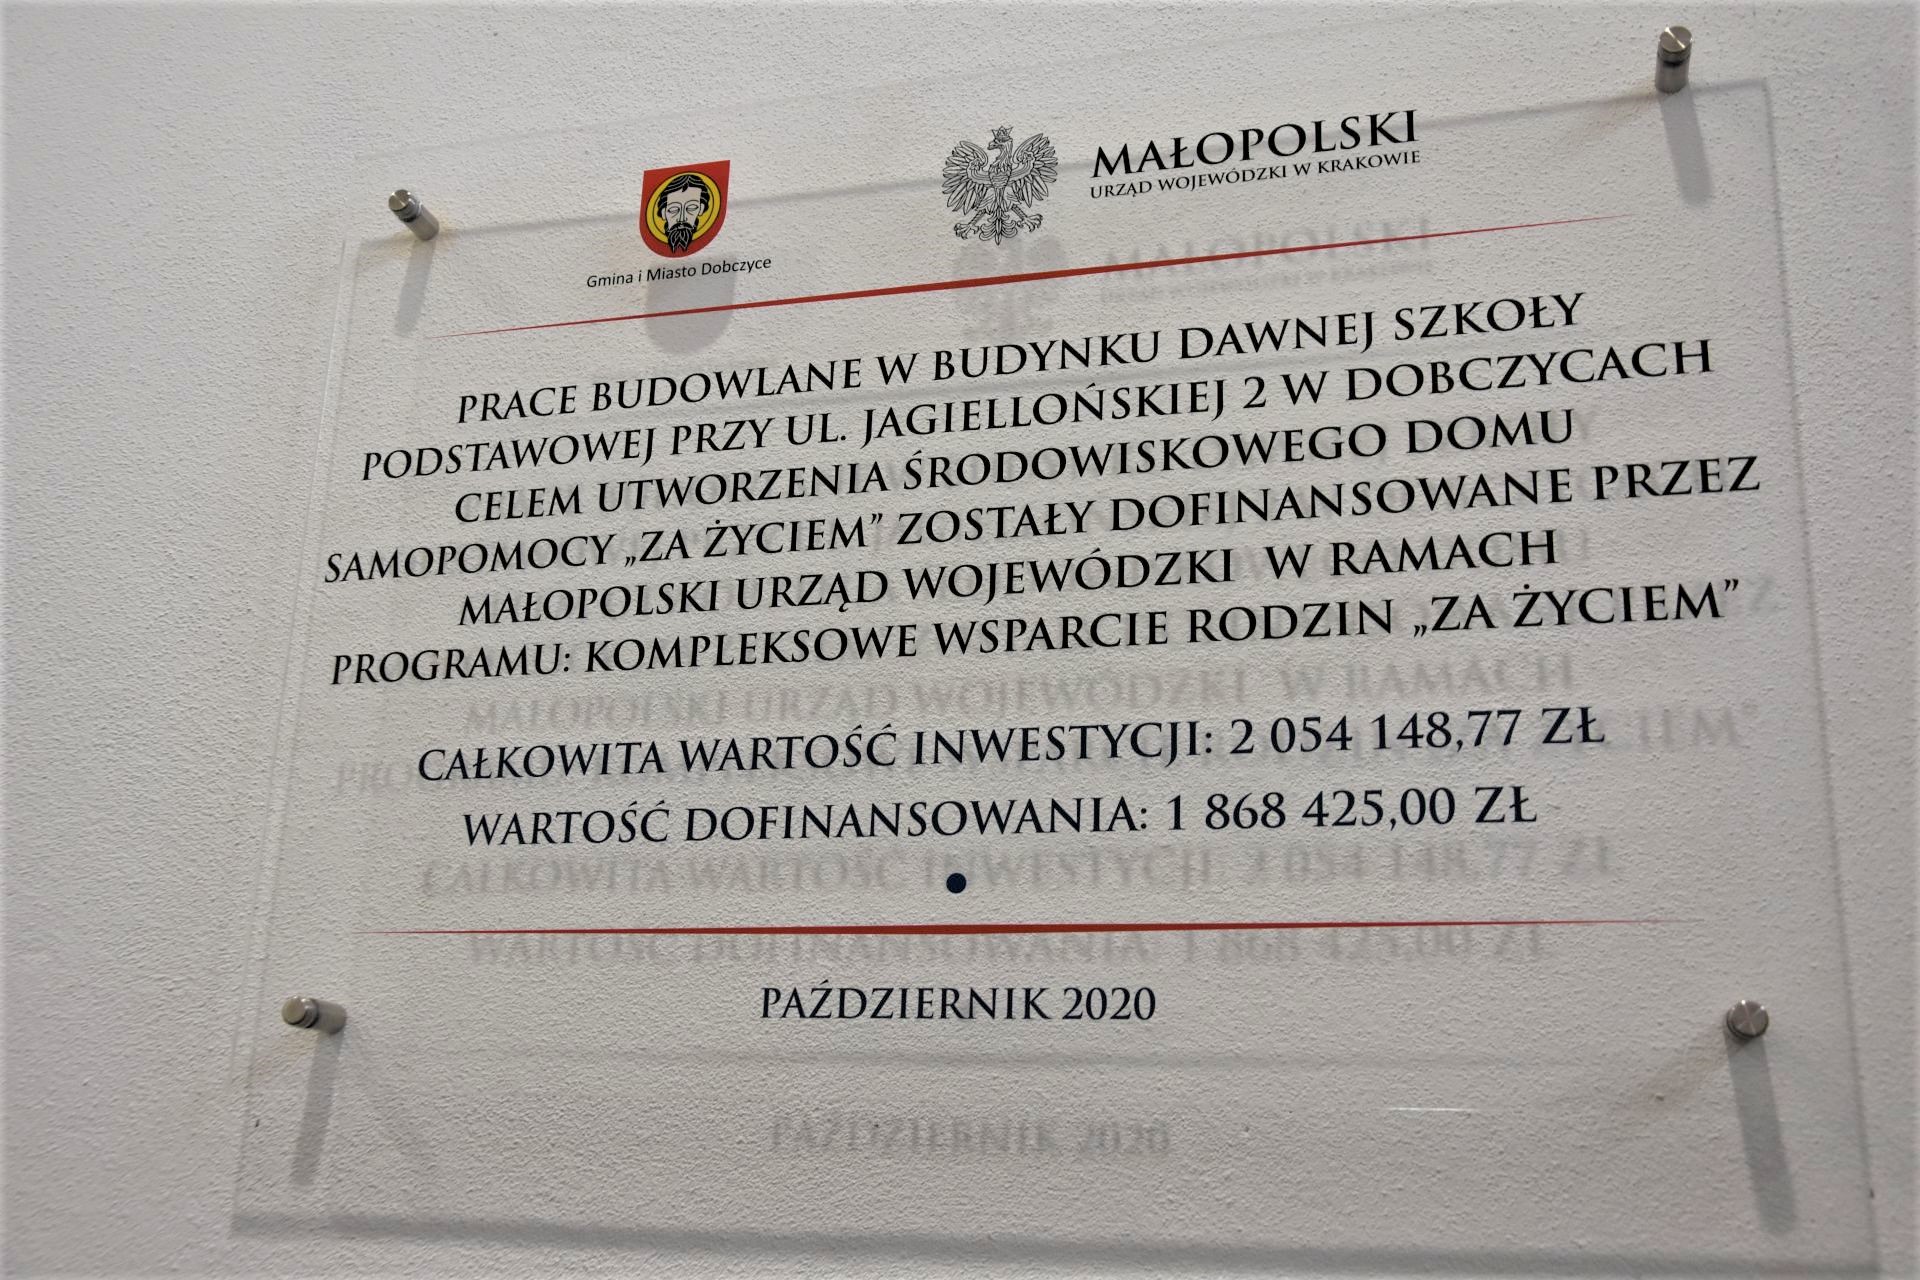 MAŁOPOLSKI
URZĄD WOJEWÓDZKI W KRAKOWIE
Gmina i Miasto Dobczyce
PRACE BUDOWLANE W BUDYNKU DAWNEJ SZKOŁY
PODSTAWOWEJ PRZY UL. JAGIELLOŃSKIEJ 2 W DOBCZYCACH
CELEM UTWORZENIA ŚRODOWISKOWEGO DOMU
SAMOPOMOCY „ZA ŻYCIEM” ZOSTAŁY DOFINANSOWANE PRZEZ
MAŁOPOLSKI URZĄD WOJEWÓDZKI W RAMACH
PROGRAMU: KOMPLEKSOWE WSPARCIE RODZIN „ZA ŻYCIEM”
CAŁKOWITA WARTOŚĆ INWESTYCJI: 2 054 148,77 ZŁ
WARTOŚĆ DOFINANSOWANIA: 1 868 425,00 ZŁ
PAŹDZIERNIK 2020